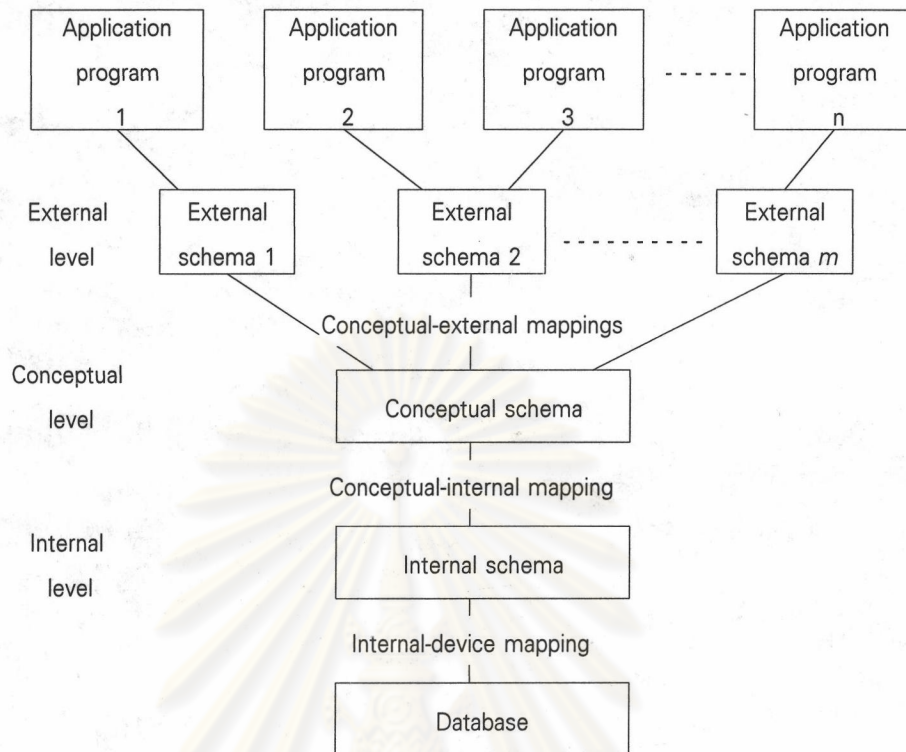 Application
program
1
Application
program
2
Application
program
3
Application
program
n
External
level
External
schema 1
External
schema 2
External
schema m
Conceptual-external mappings
Conceptual
level
Conceptual schema
Conceptual-internal mapping
Internal
level
Internal schema
Internal-device mapping
Database